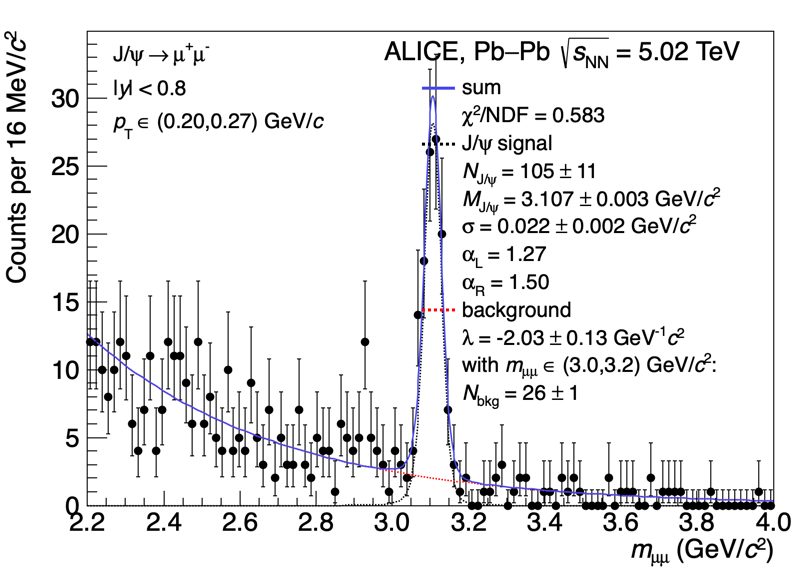 Counts per 16 MeV/c²
J/ψ → μ⁺μ⁻
|y| < 0.8
p_T ∈ (0.20,0.27) GeV/c
ALICE, Pb–Pb √s_NN = 5.02 TeV
sum
χ²/NDF = 0.583
J/ψ signal
N_J/ψ = 105 ± 11
M_J/ψ = 3.107 ± 0.003 GeV/c²
σ = 0.022 ± 0.002 GeV/c²
α_L = 1.27
α_R = 1.50
background
λ = -2.03 ± 0.13 GeV⁻¹c²
with m_μμ ∈ (3.0,3.2) GeV/c²:
N_bkg = 26 ± 1
30
25
20
15
10
5
0
2.2 2.4 2.6 2.8 3.0 3.2 3.4 3.6 3.8 4.0
m_μμ (GeV/c²)